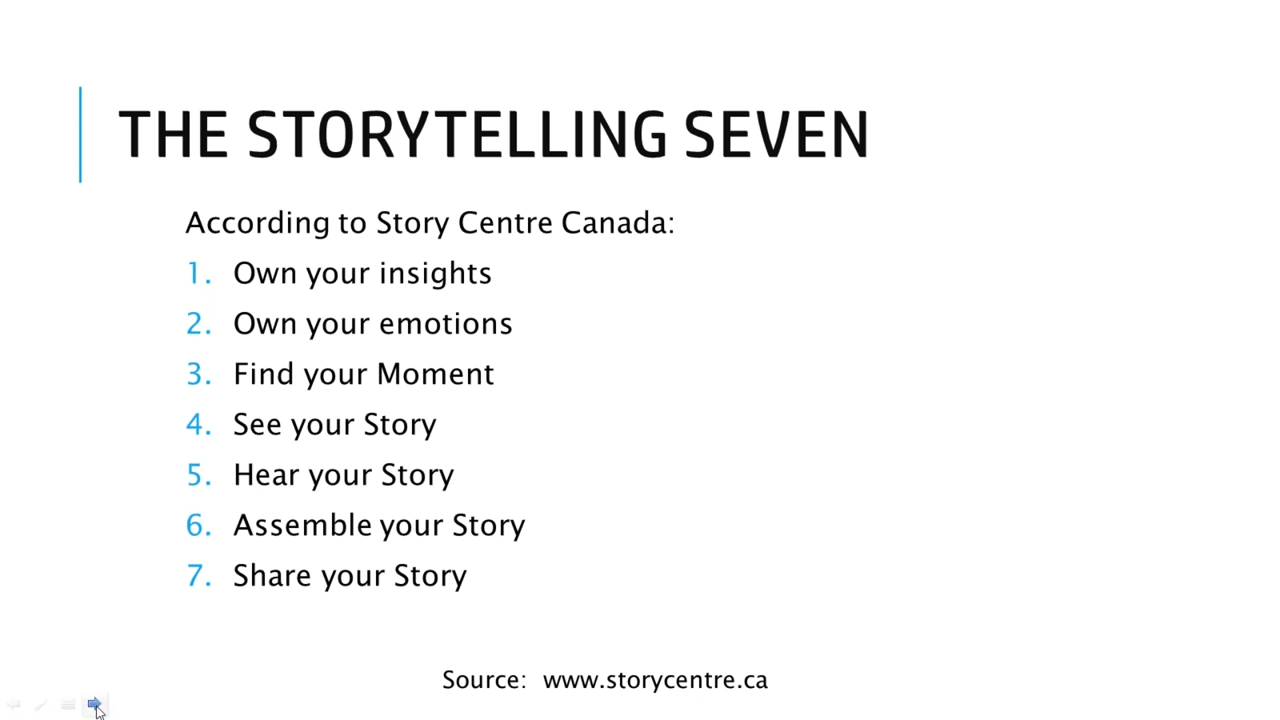 THE STORYTELLING SEVEN
According to Story Centre Canada:
1. Own your insights
2. Own your emotions
3. Find your Moment
4. See your Story
5. Hear your Story
6. Assemble your Story
7. Share your Story
Source: www.storycentre.ca